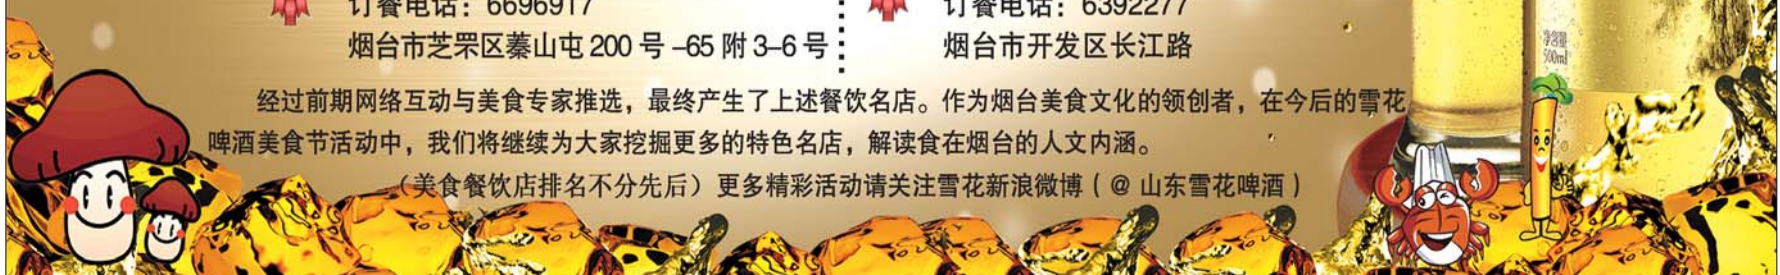 订餐电话：6696917
烟台市芝罘区蓁山屯 200 号 –65 附 3–6 号
订餐电话：6392277
烟台市开发区长江路
经过前期网络互动与美食专家推选，最终产生了上述餐饮名店。作为烟台美食文化的领创者，在今后的雪花
啤酒美食节活动中，我们将继续为大家挖掘更多的特色名店，解读食在烟台的人文内涵。
（美食餐饮店排名不分先后）更多精彩活动请关注雪花新浪微博（@ 山东雪花啤酒）
净含量
500ml